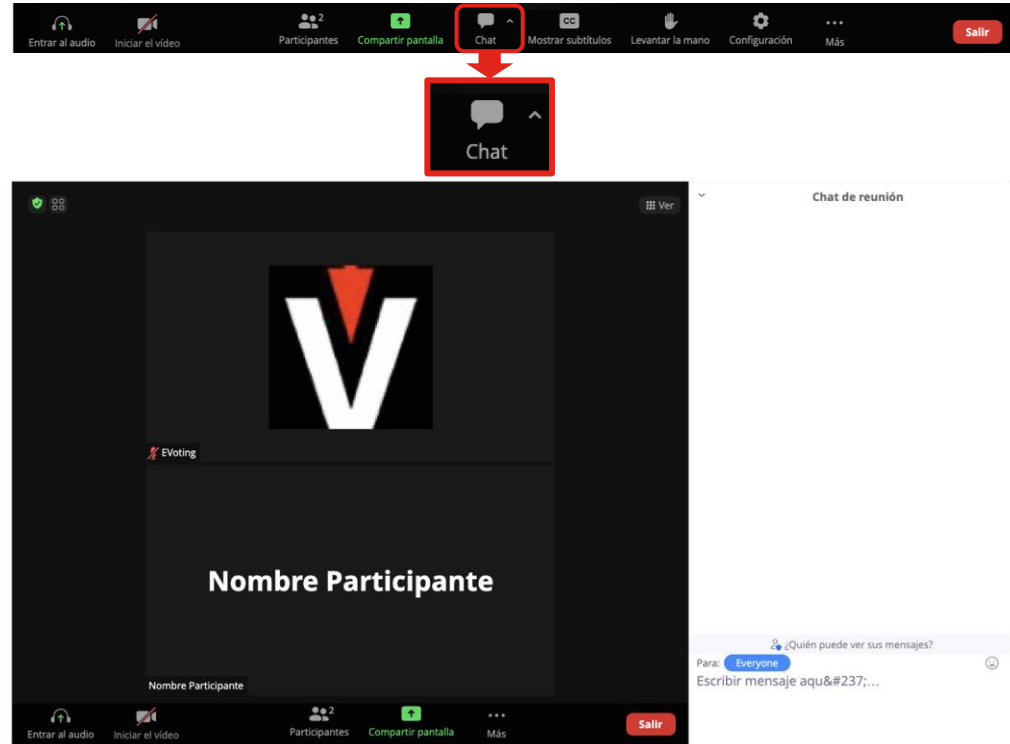 2
CC
Entrar al audio Iniciar el vídeo Participantes Compartir pantalla Chat Mostrar subtítulos Levantar la mano Configuración Más Salir
Chat
Ver
Chat de reunión
V
EVoting
Nombre Participante
Nombre Participante
¿Quién puede ver sus mensajes?
Para: Everyone
Escribir mensaje aqu&#237;...
2
Entrar al audio Iniciar el vídeo Participantes Compartir pantalla Más Salir